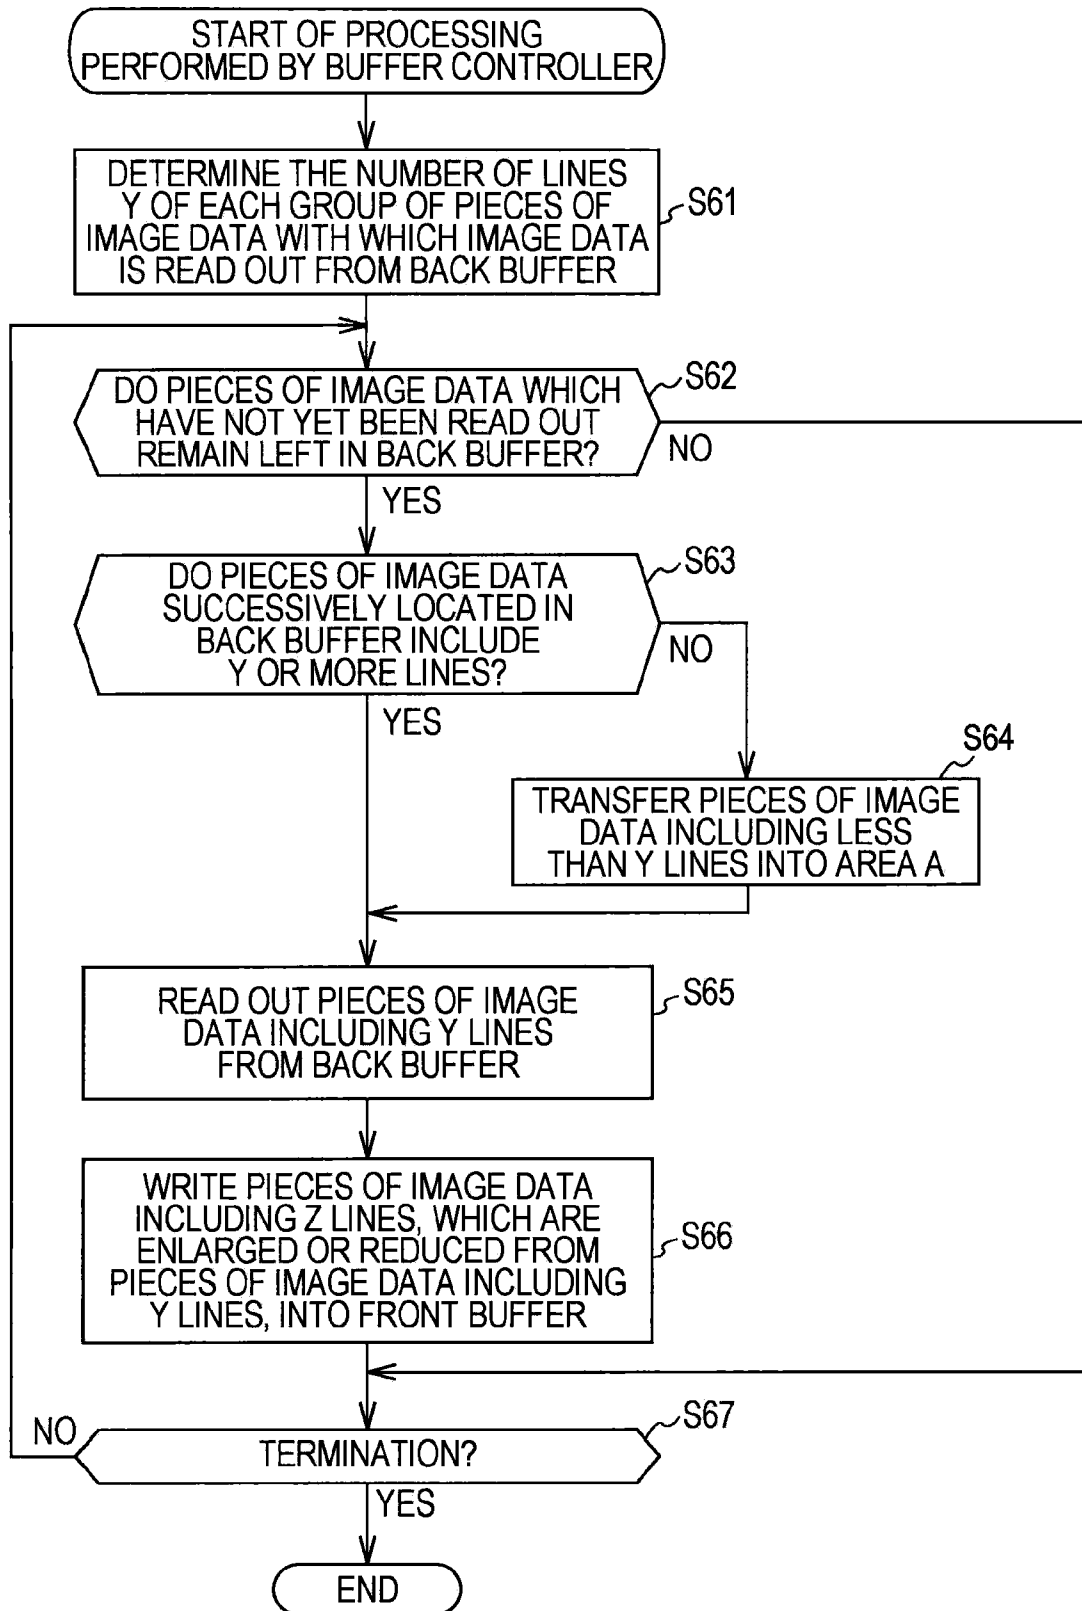 START OF PROCESSING
PERFORMED BY BUFFER CONTROLLER
DETERMINE THE NUMBER OF LINES
Y OF EACH GROUP OF PIECES OF
IMAGE DATA WITH WHICH IMAGE DATA
IS READ OUT FROM BACK BUFFER
S61
DO PIECES OF IMAGE DATA WHICH
HAVE NOT YET BEEN READ OUT
REMAIN LEFT IN BACK BUFFER?
S62
NO
YES
DO PIECES OF IMAGE DATA
SUCCESSIVELY LOCATED IN
BACK BUFFER INCLUDE
Y OR MORE LINES?
S63
NO
YES
S64
TRANSFER PIECES OF IMAGE
DATA INCLUDING LESS
THAN Y LINES INTO AREA A
READ OUT PIECES OF IMAGE
DATA INCLUDING Y LINES
FROM BACK BUFFER
S65
WRITE PIECES OF IMAGE DATA
INCLUDING Z LINES, WHICH ARE
ENLARGED OR REDUCED FROM
PIECES OF IMAGE DATA INCLUDING
Y LINES, INTO FRONT BUFFER
S66
NO
TERMINATION?
S67
YES
END